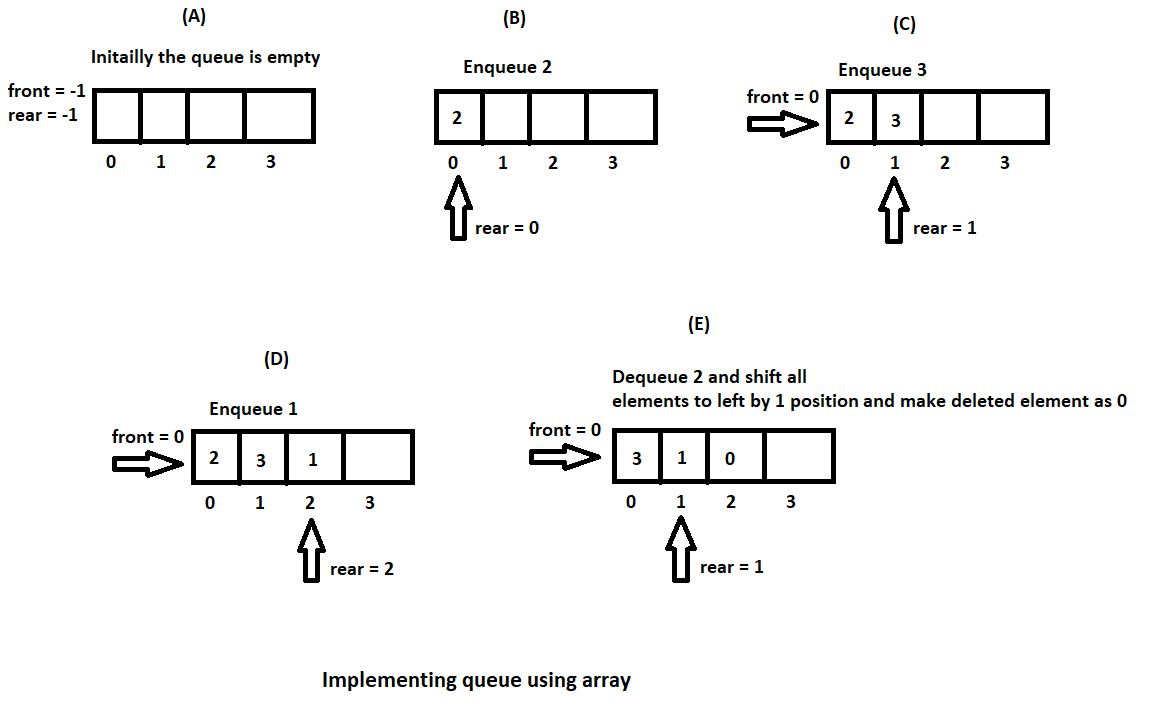 (A)
Initailly the queue is empty
front = -1
rear = -1
0 1 2 3
(B)
Enqueue 2
2
0 1 2 3
rear = 0
(C)
Enqueue 3
front = 0
2 3
0 1 2 3
rear = 1
(D)
Enqueue 1
front = 0
2 3 1
0 1 2 3
rear = 2
(E)
Dequeue 2 and shift all
elements to left by 1 position and make deleted element as 0
front = 0
3 1 0
0 1 2 3
rear = 1
Implementing queue using array